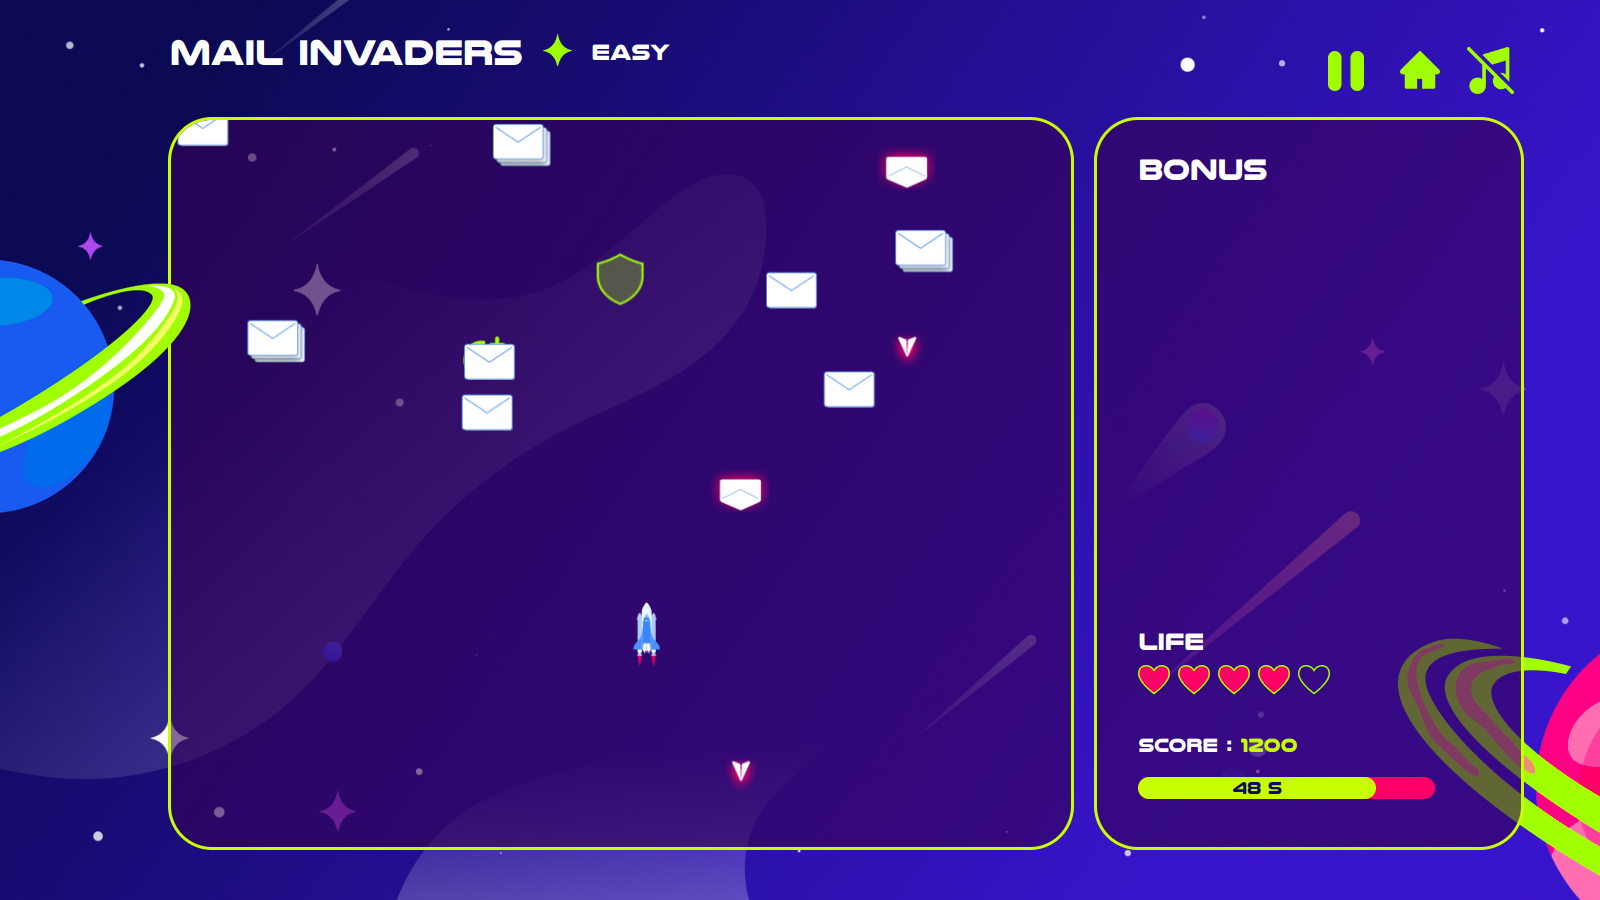 MAIL INVADERS EASY
BONUS
LIFE
SCORE : 1200
48 S